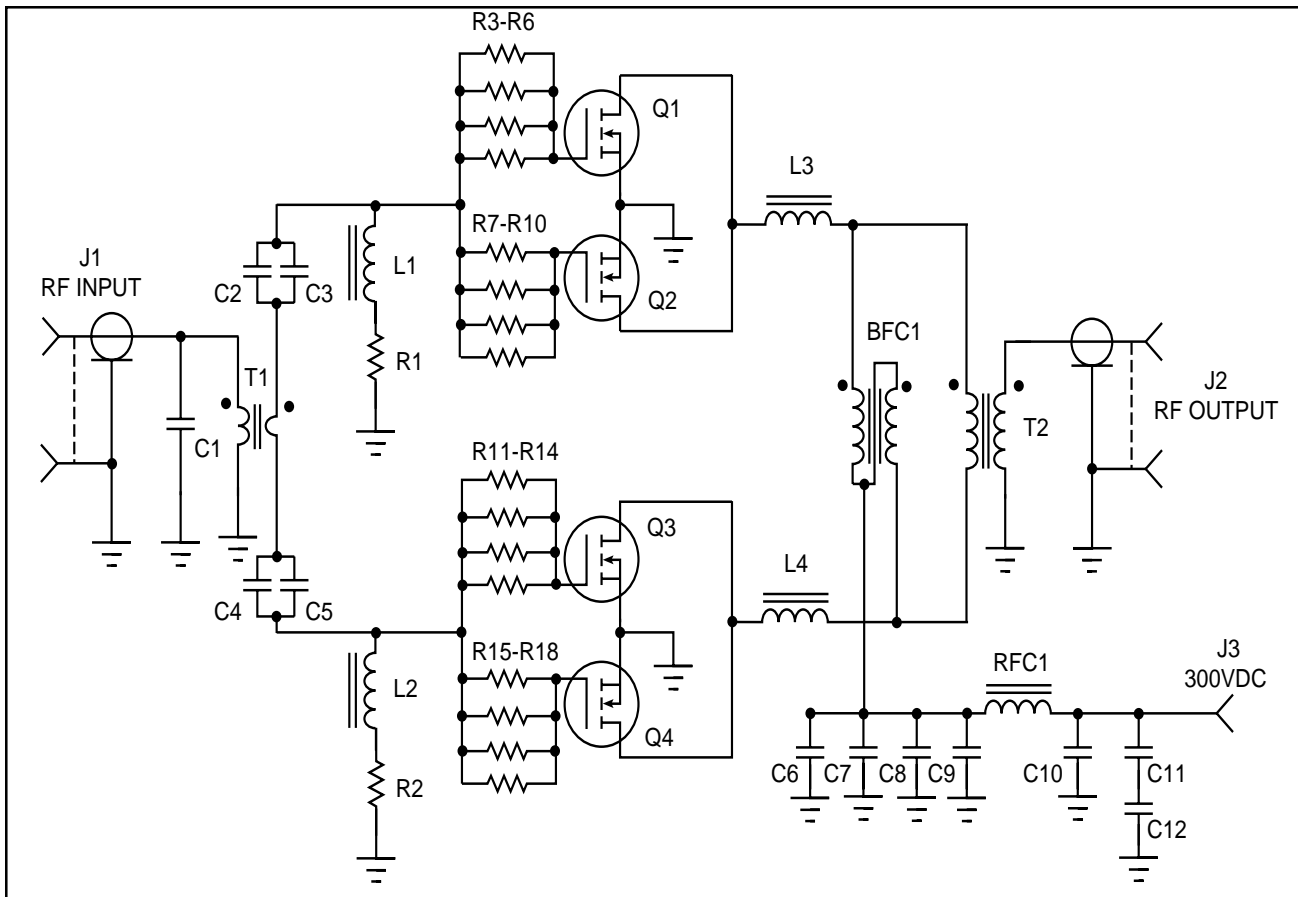 R3-R6
Q1
L3
R7-R10
J1
RF INPUT
C2
C3
L1
Q2
BFC1
R1
T1
J2
RF OUTPUT
C1
T2
R11-R14
Q3
L4
C4
C5
R15-R18
RFC1
J3
300VDC
L2
Q4
C6
C7
C8
C9
C10
C11
R2
C12